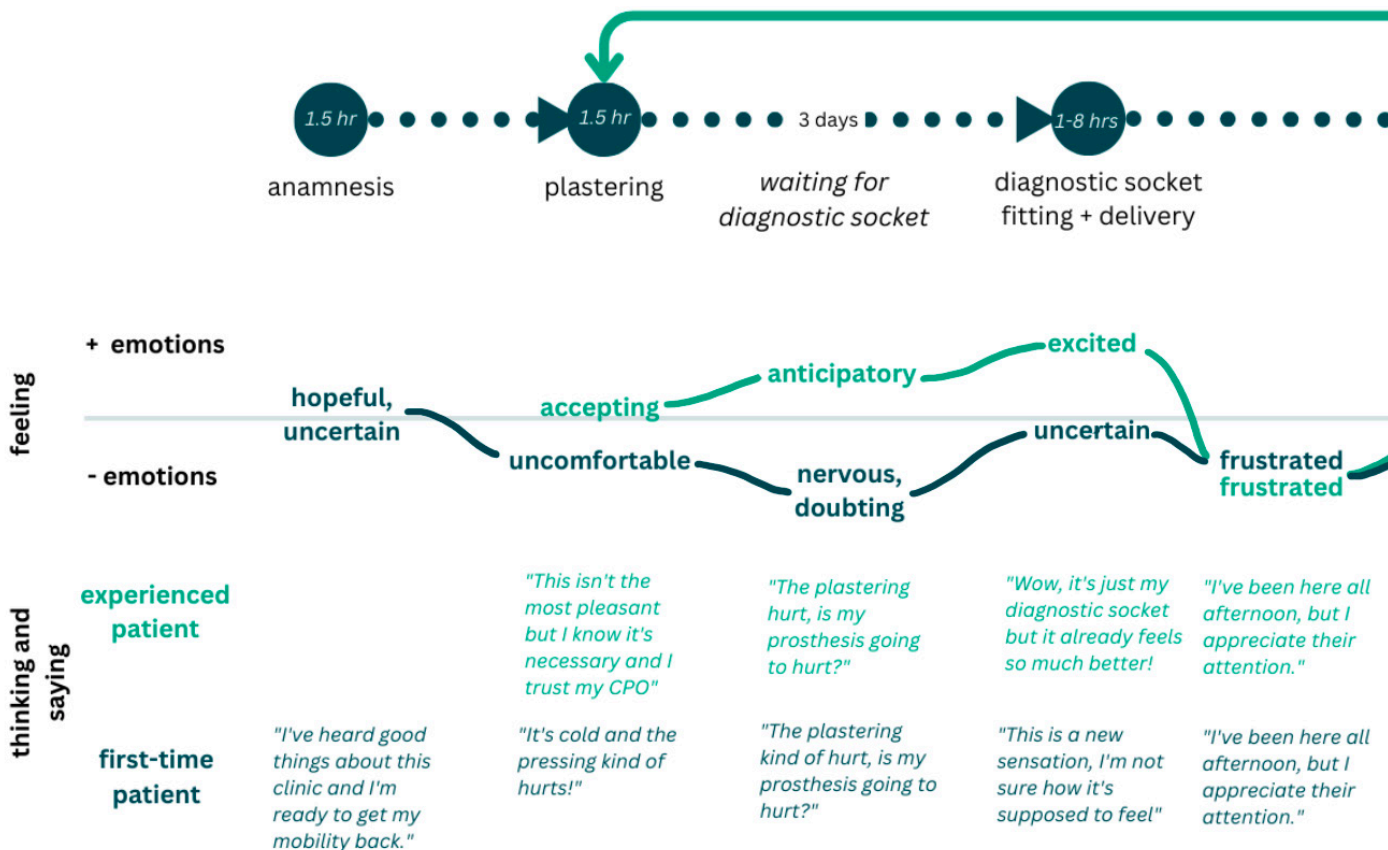 1.5 hr
1.5 hr
3 days
1-8 hrs
anamnesis
plastering
waiting for
diagnostic socket
diagnostic socket
fitting + delivery
feeling
+ emotions
- emotions
hopeful,
uncertain
accepting
uncomfortable
anticipatory
nervous,
doubting
excited
uncertain
frustrated
frustrated
thinking and
saying
experienced
patient
"This isn't the
most pleasant
but I know it's
necessary and I
trust my CPO"
"The plastering
hurt, is my
prosthesis going
to hurt?"
"Wow, it's just my
diagnostic socket
but it already feels
so much better!
"I've been here all
afternoon, but I
appreciate their
attention."
first-time
patient
"I've heard good
things about this
clinic and I'm
ready to get my
mobility back."
"It's cold and the
pressing kind of
hurts!"
"The plastering
kind of hurt, is my
prosthesis going to
hurt?"
"This is a new
sensation, I'm not
sure how it's
supposed to feel"
"I've been here all
afternoon, but I
appreciate their
attention."